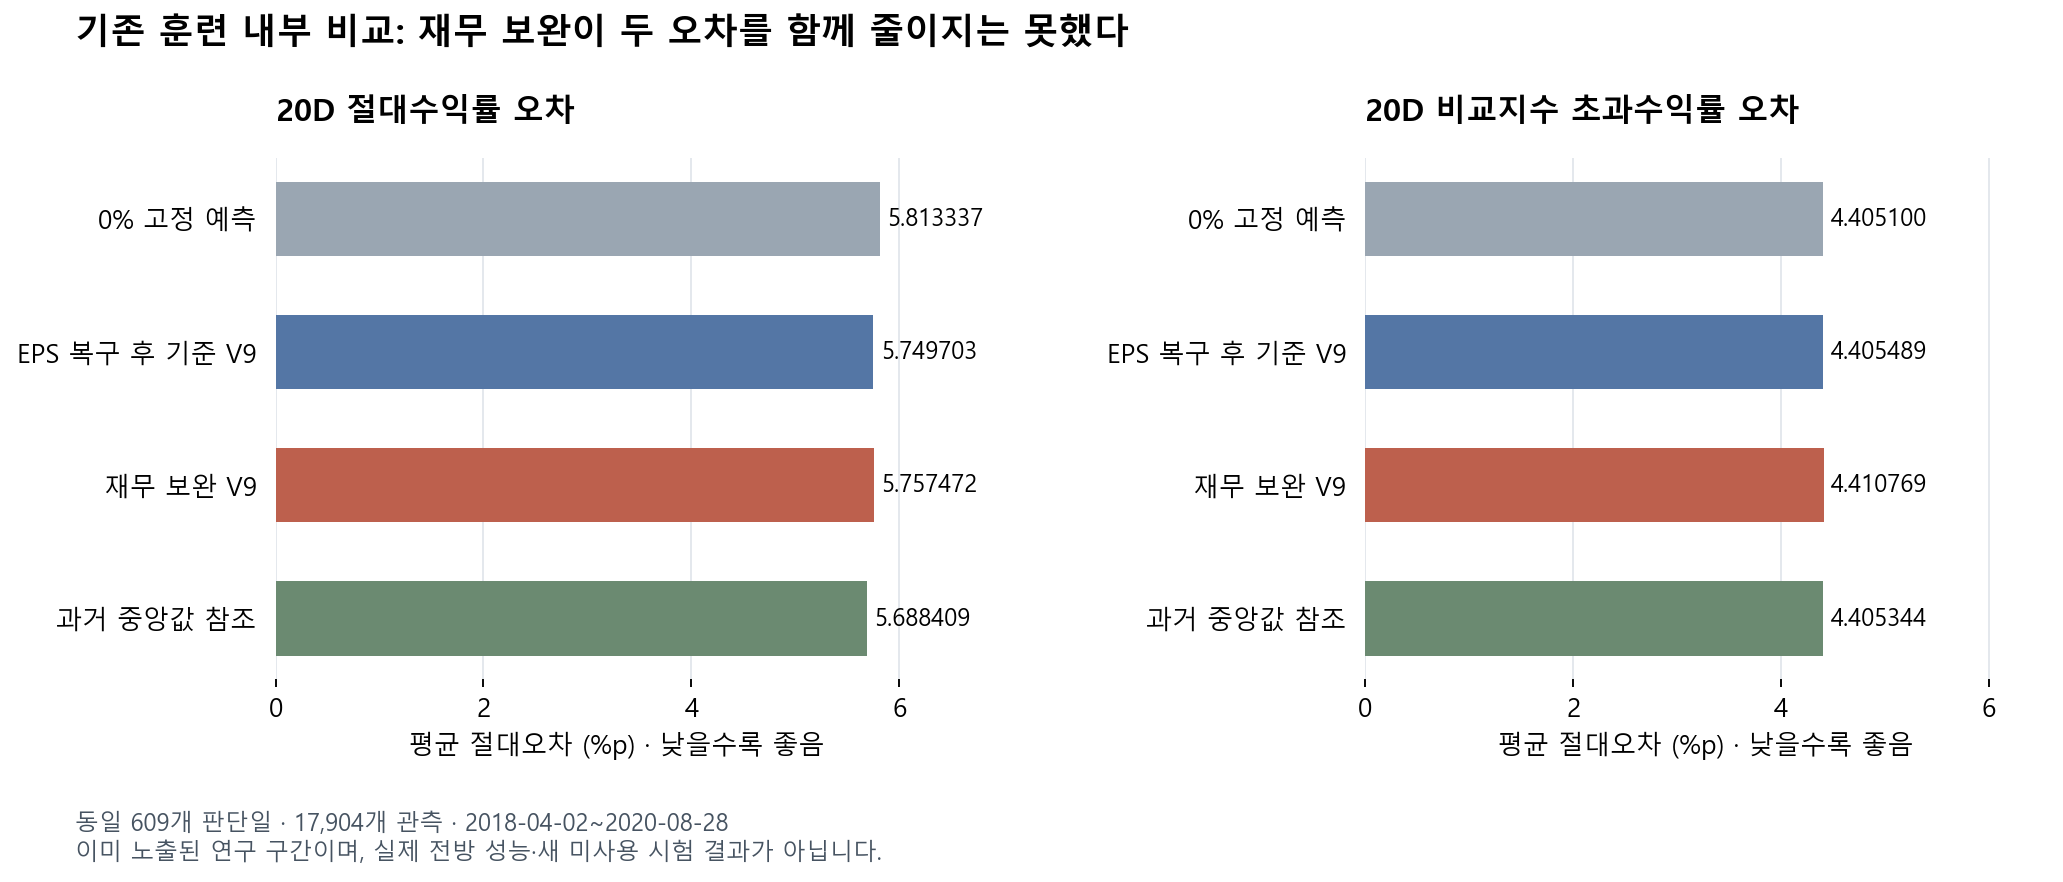 기존 훈련 내부 비교: 재무 보완이 두 오차를 함께 줄이지는 못했다
20D 절대수익률 오차
0% 고정 예측
5.813337
EPS 복구 후 기준 V9
5.749703
재무 보완 V9
5.757472
과거 중앙값 참조
5.688409
0 2 4 6
평균 절대오차 (%p) · 낮을수록 좋음
20D 비교지수 초과수익률 오차
0% 고정 예측
4.405100
EPS 복구 후 기준 V9
4.405489
재무 보완 V9
4.410769
과거 중앙값 참조
4.405344
0 2 4 6
평균 절대오차 (%p) · 낮을수록 좋음
동일 609개 판단일 · 17,904개 관측 · 2018-04-02~2020-08-28
이미 노출된 연구 구간이며, 실제 전방 성능·새 미사용 시험 결과가 아닙니다.